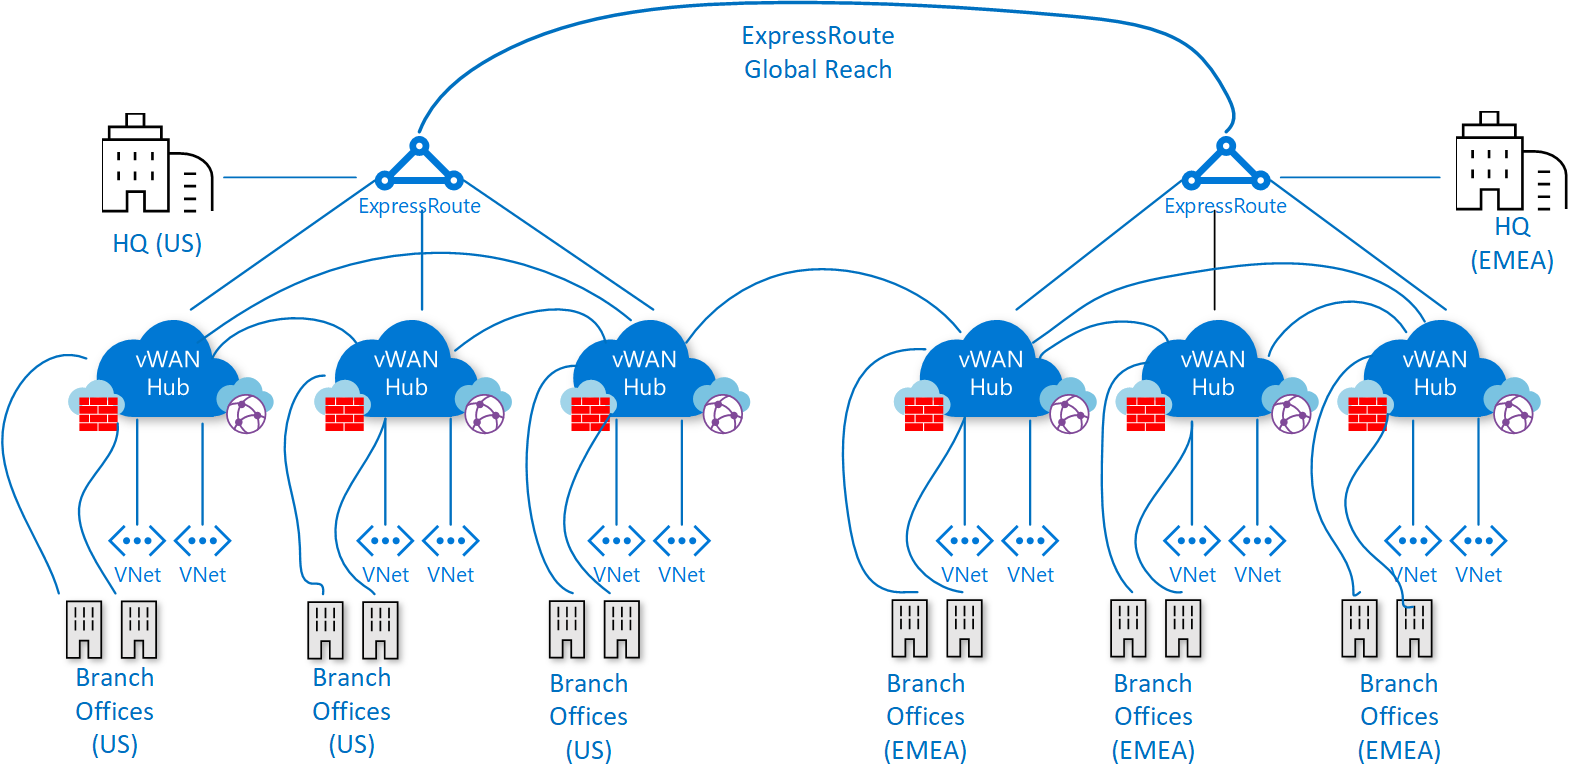 ExpressRoute
Global Reach
HQ (US)
ExpressRoute
ExpressRoute
HQ
(EMEA)
vWAN
Hub
vWAN
Hub
vWAN
Hub
vWAN
Hub
vWAN
Hub
vWAN
Hub
VNet
VNet
VNet
VNet
VNet
VNet
VNet
VNet
VNet
VNet
VNet
VNet
Branch
Offices
(US)
Branch
Offices
(US)
Branch
Offices
(US)
Branch
Offices
(EMEA)
Branch
Offices
(EMEA)
Branch
Offices
(EMEA)